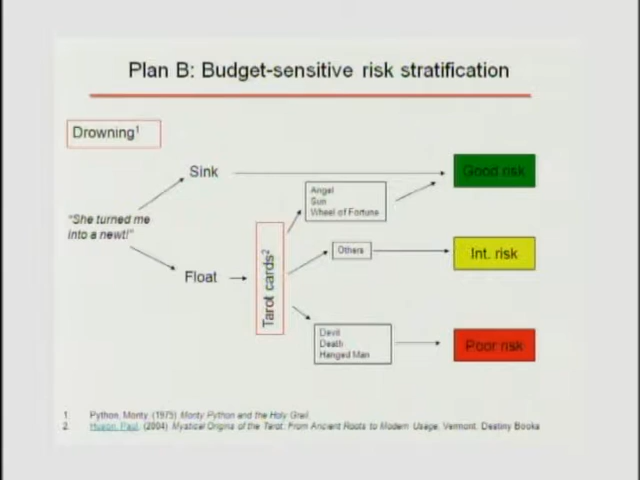 Plan B: Budget-sensitive risk stratification
Drowning1
Sink
Good risk
Angel
Sun
Wheel of Fortune
"She turned me
into a newt!"
Tarot cards2
Others
Int. risk
Float
Devil
Death
Hanged Man
Poor risk
1. Python, Monty. (1975) Monty Python and the Holy Grail.
2. Huson, Paul. (2004) Mystical Origins of the Tarot: From Ancient Roots to Modern Usage. Vermont, Destiny Books